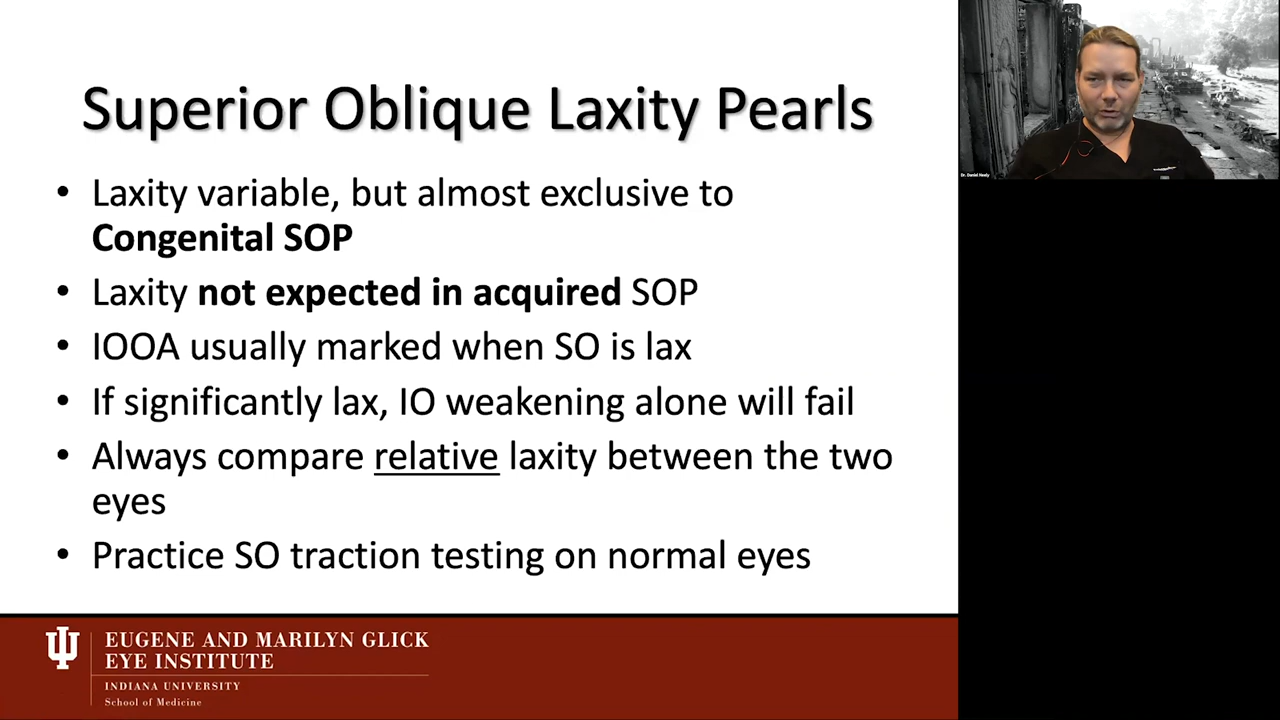 Superior Oblique Laxity Pearls
• Laxity variable, but almost exclusive to
Congenital SOP
• Laxity not expected in acquired SOP
• IOOA usually marked when SO is lax
• If significantly lax, IO weakening alone will fail
• Always compare relative laxity between the two
eyes
• Practice SO traction testing on normal eyes
EUGENE AND MARILYN GLICK
EYE INSTITUTE
INDIANA UNIVERSITY
School of Medicine
Dr. Daniel Neely